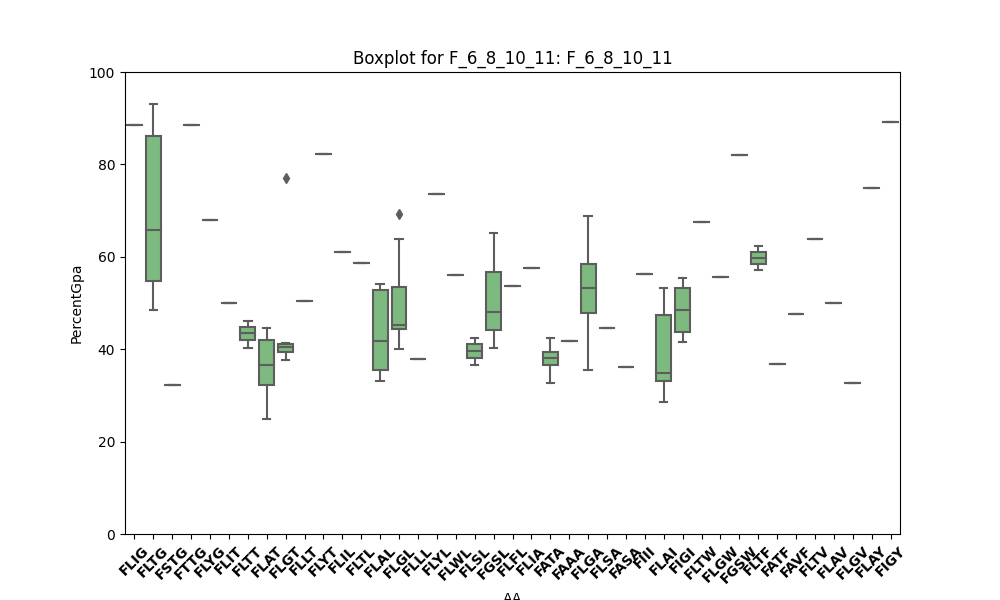 Boxplot for F_6_8_10_11: F_6_8_10_11
100
80
60
40
20
0
PercentGpa
FLIG
FLTG
FSTG
FTTG
FLYG
FLIT
FLTT
FLAT
FLGT
FLLT
FLYT
FLIL
FLTL
FLAL
FLGL
FLLL
FLYL
FLWL
FLSL
FGSL
FLFL
FLIA
FATA
FAAA
FLGA
FLSA
FASA
FIII
FLAI
FIGI
FLTW
FLGW
FGSW
FLTF
FATF
FAVF
FLTV
FLAV
FLGV
FLAY
FIGY
AA